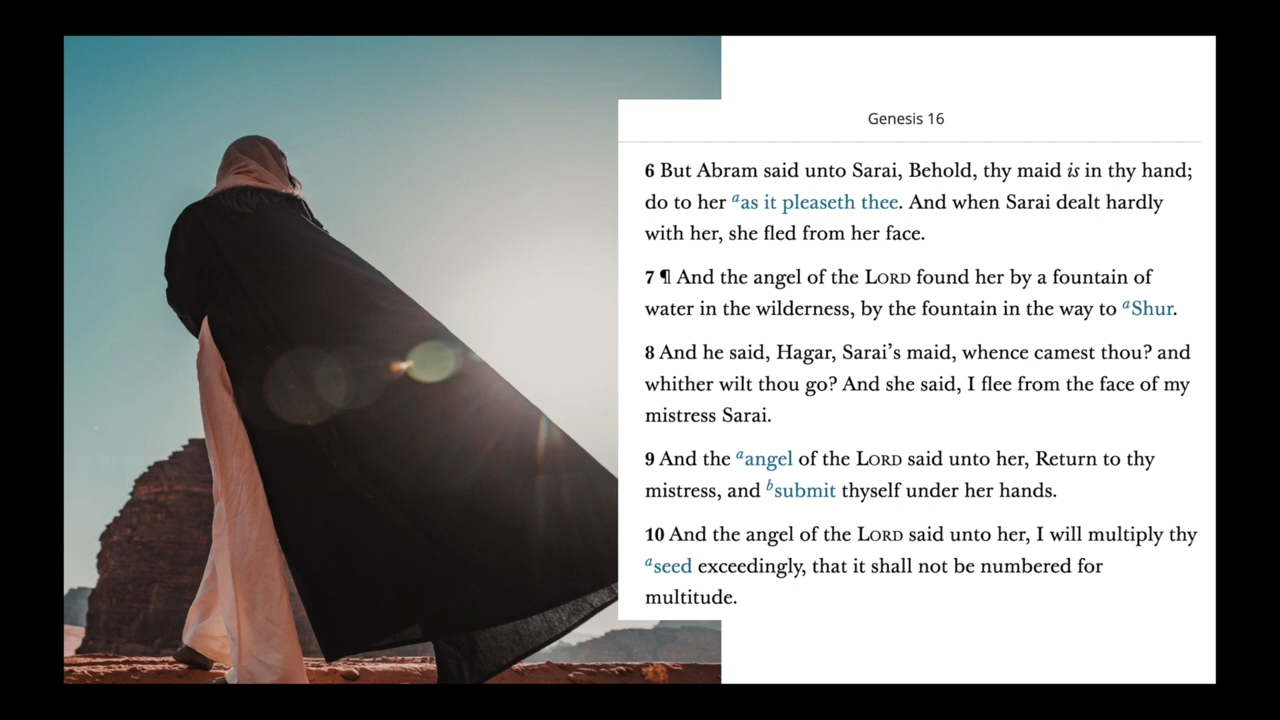 Genesis 16
6 But Abram said unto Sarai, Behold, thy maid is in thy hand;
do to her a as it pleaseth thee. And when Sarai dealt hardly
with her, she fled from her face.
7 ¶ And the angel of the LORD found her by a fountain of
water in the wilderness, by the fountain in the way to a Shur.
8 And he said, Hagar, Sarai’s maid, whence camest thou? and
whither wilt thou go? And she said, I flee from the face of my
mistress Sarai.
9 And the a angel of the LORD said unto her, Return to thy
mistress, and b submit thyself under her hands.
10 And the angel of the LORD said unto her, I will multiply thy
a seed exceedingly, that it shall not be numbered for
multitude.